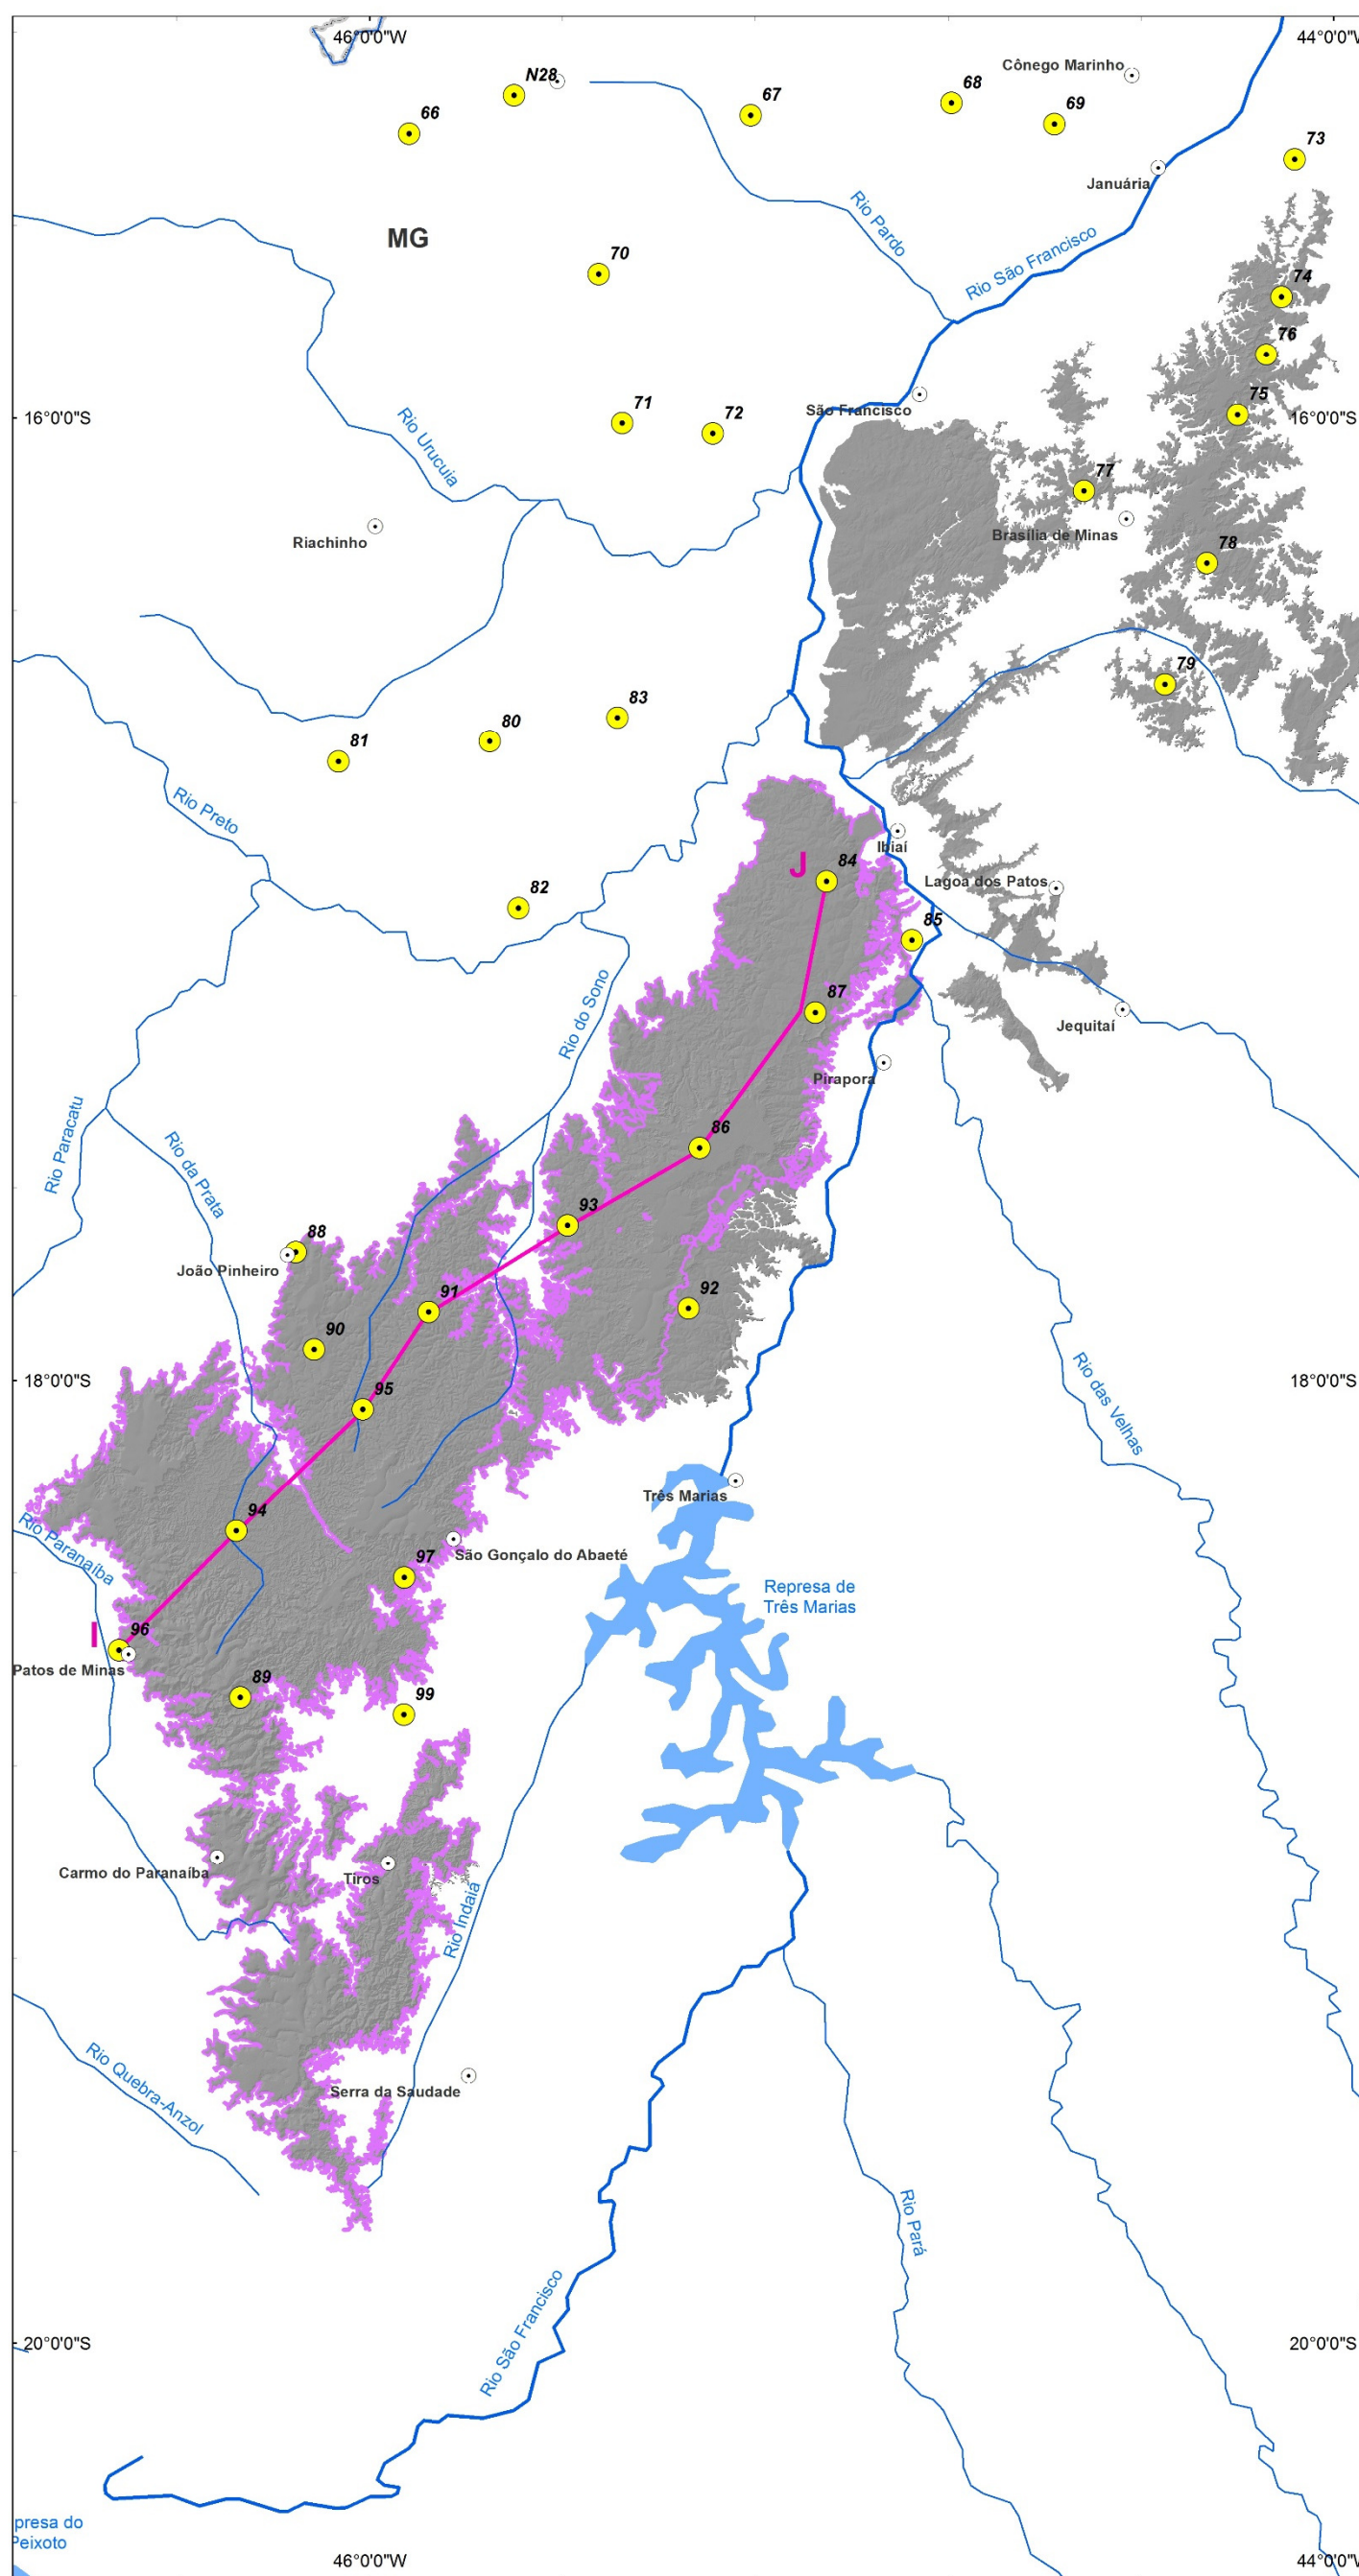 46°0'0"W
44°0'0"W
Cônego Marinho
N28
67
68
69
66
73
Januária
Rio Pardo
MG
Rio São Francisco
70
74
76
75
71
72
São Francisco
16°0'0"S
16°0'0"S
Rio Urucuia
77
Brasília de Minas
Riachinho
78
79
83
80
81
Rio Preto
Ibiaí
J
84
Lagoa dos Patos
82
85
Rio do Sono
87
Jequitaí
Pirapora
Rio Paracatu
Rio da Prata
86
93
88
João Pinheiro
91
92
90
18°0'0"S
18°0'0"S
95
Rio das Velhas
Três Marias
94
Rio Paranaíba
São Gonçalo do Abaeté
97
Represa de
Três Marias
I
96
Patos de Minas
89
99
Carmo do Paranaíba
Tiros
Rio Indaiá
Rio Quebra-Anzol
Serra da Saudade
Rio Pará
Rio São Francisco
20°0'0"S
20°0'0"S
presa do
Peixoto
46°0'0"W
44°0'0"W